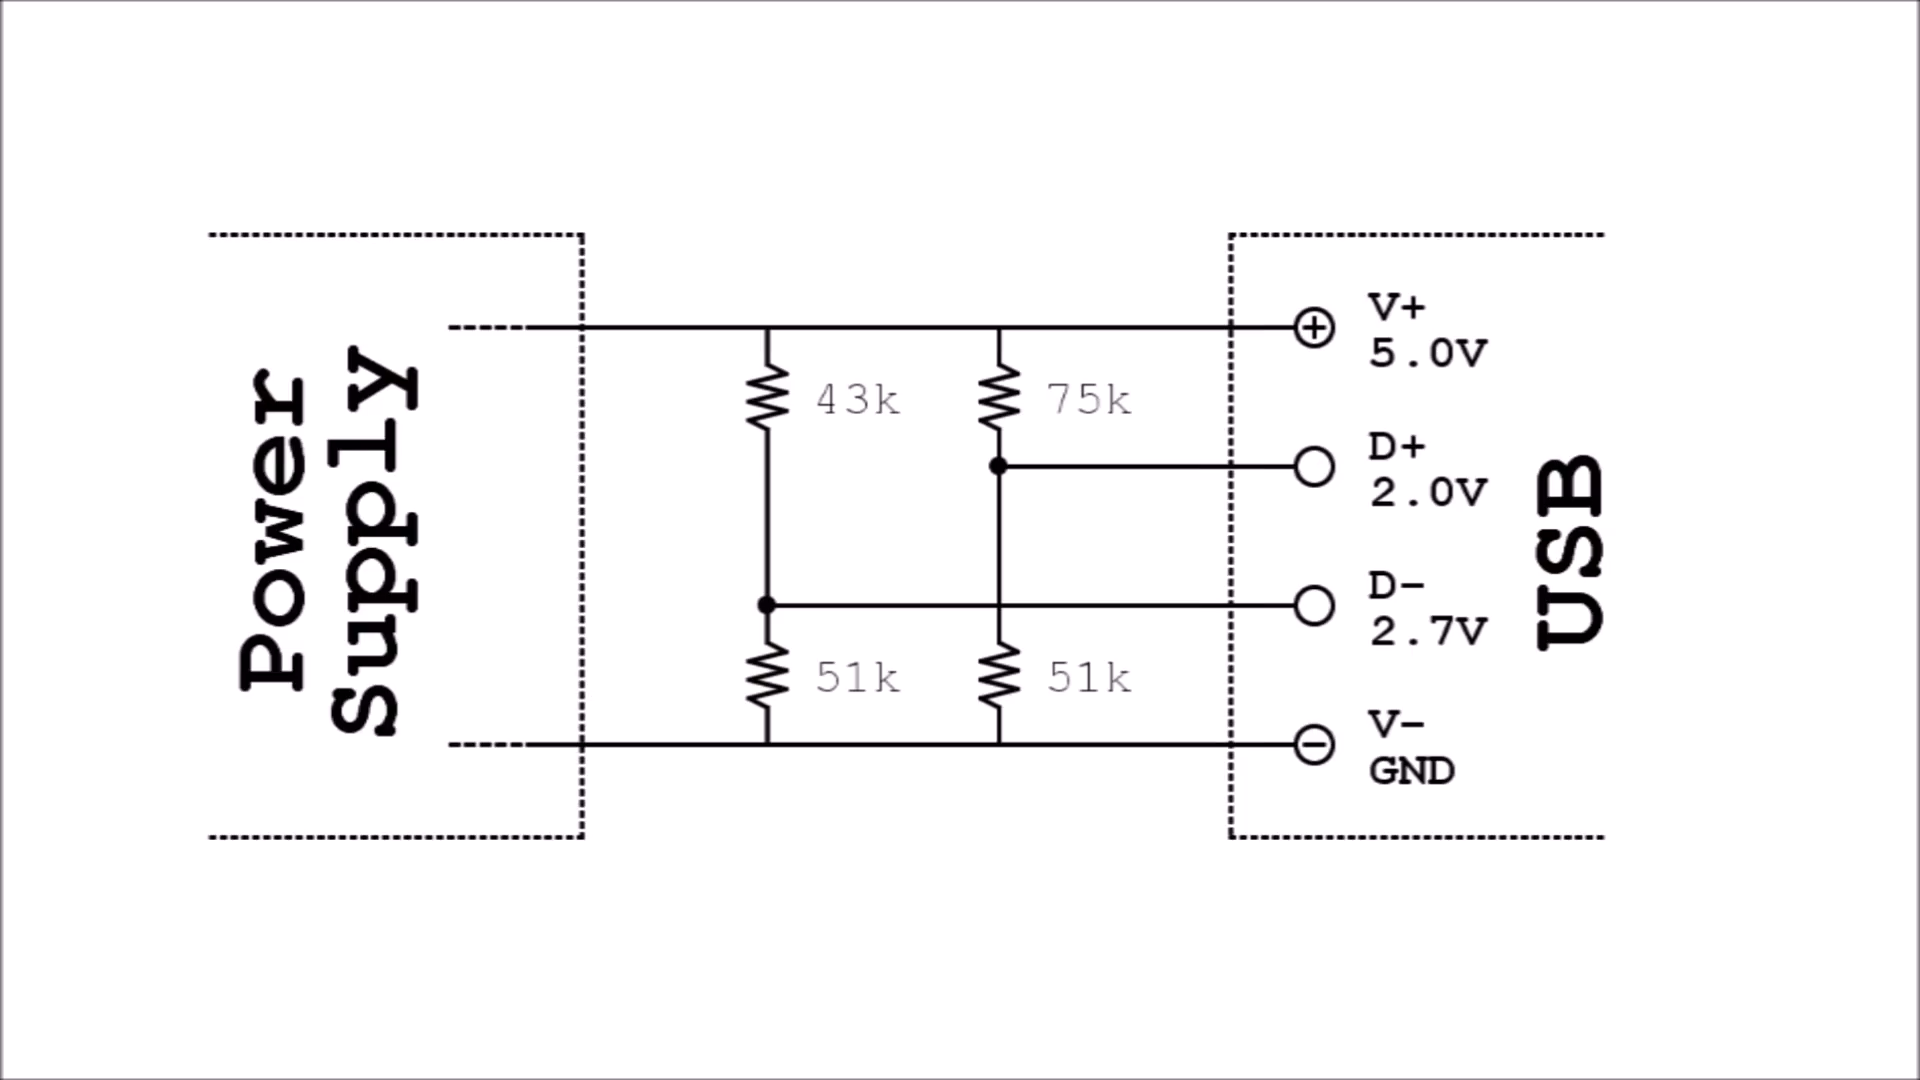 Power
Supply
43k
75k
51k
51k
V+
5.0V
D+
2.0V
D-
2.7V
V-
GND
USB